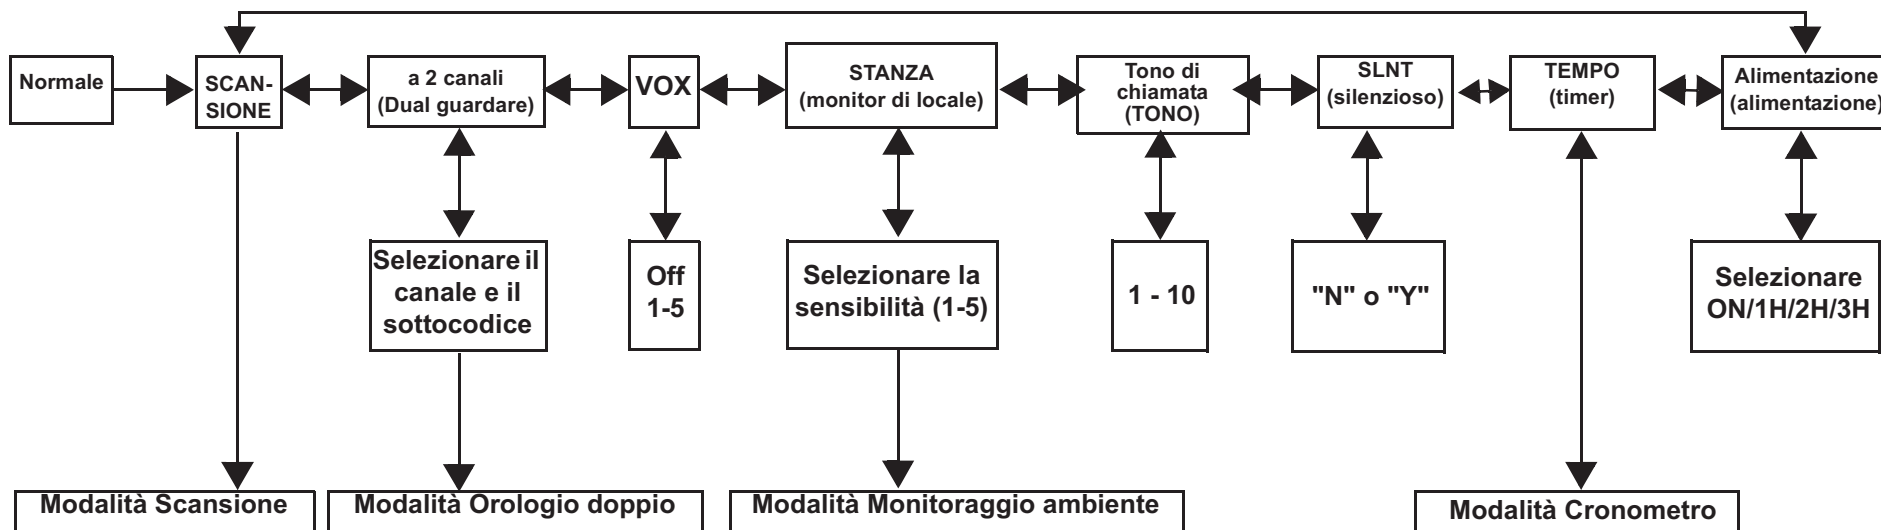 Normale
SCAN-
SIONE
a 2 canali
(Dual guardare)
VOX
STANZA
(monitor di locale)
Tono di
chiamata
(TONO)
SLNT
(silenzioso)
TEMPO
(timer)
Alimentazione
(alimentazione)
Selezionare il
canale e il
sottocodice
Off
1-5
Selezionare la
sensibilità (1-5)
1 - 10
"N" o "Y"
Selezionare
ON/1H/2H/3H
Modalità Scansione
Modalità Orologio doppio
Modalità Monitoraggio ambiente
Modalità Cronometro